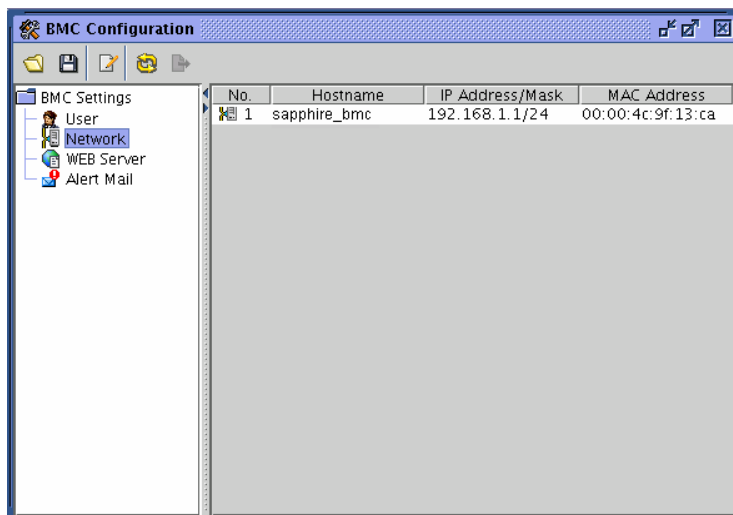 BMC Configuration
BMC Settings
User
Network
WEB Server
Alert Mail
No. Hostname IP Address/Mask MAC Address
1 sapphire_bmc 192.168.1.1/24 00:00:4c:9f:13:ca